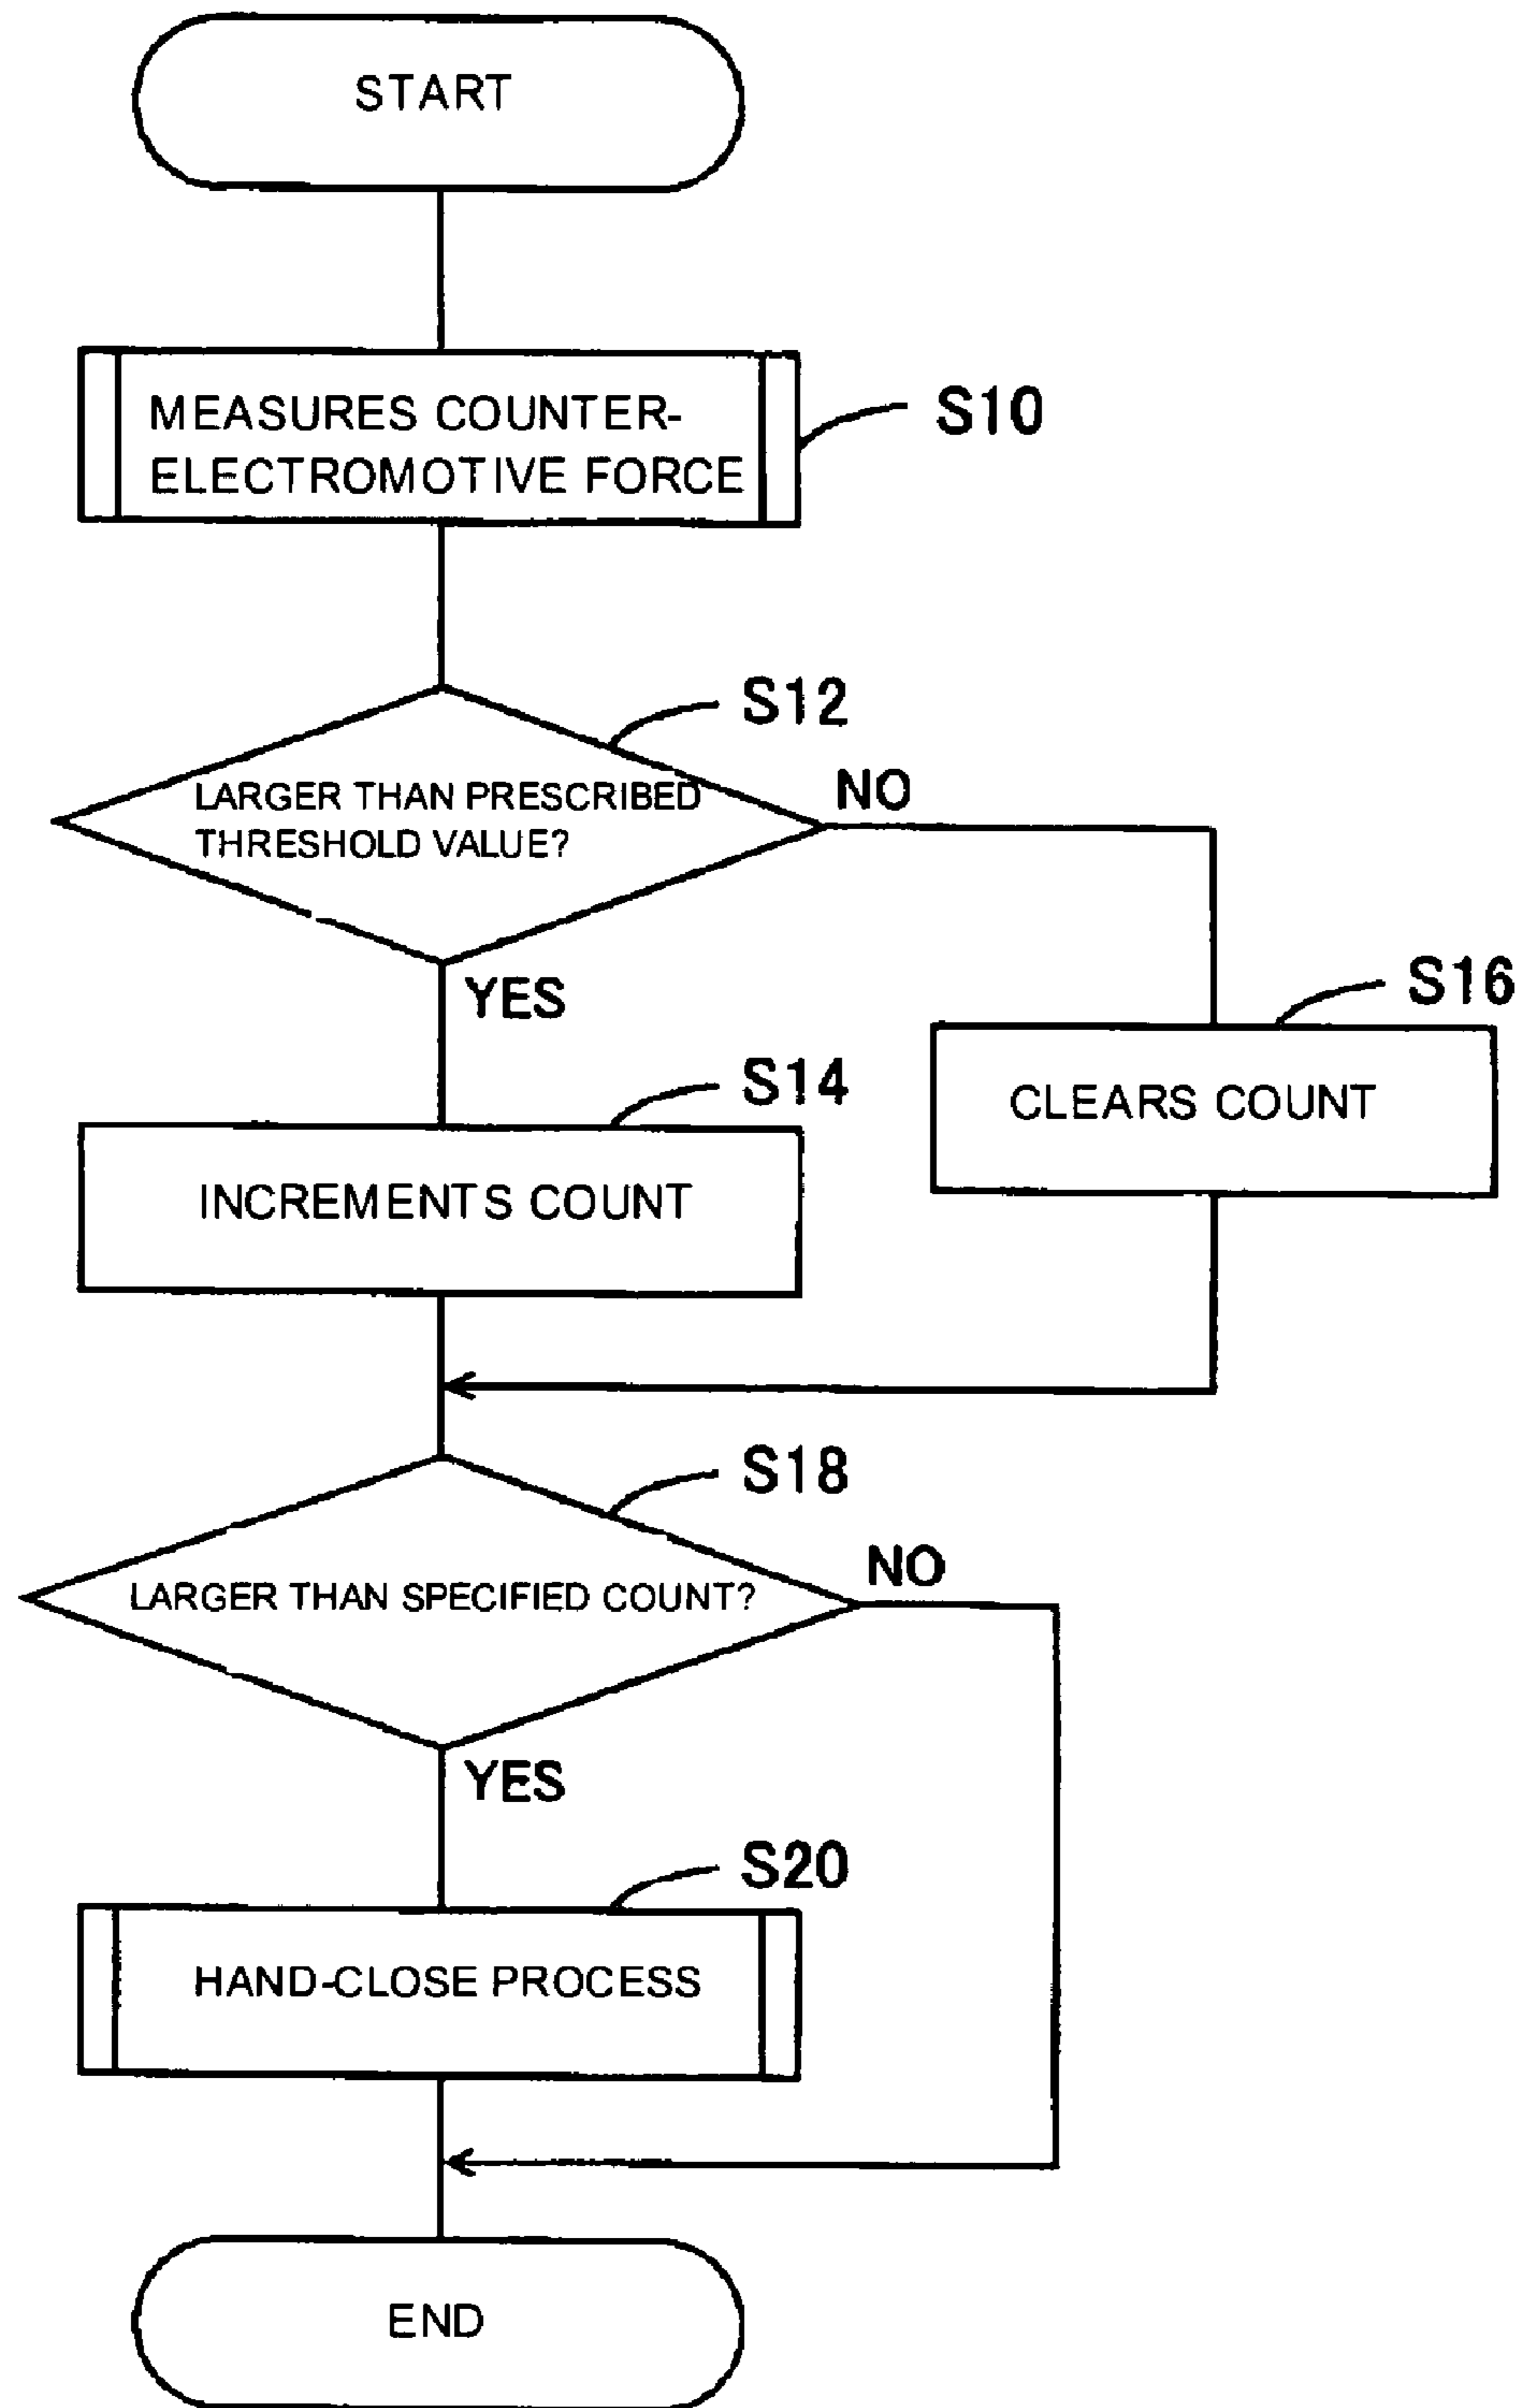 START
MEASURES COUNTER-
ELECTROMOTIVE FORCE
S10
S12
LARGER THAN PRESCRIBED
THRESHOLD VALUE?
NO
YES
S16
CLEARS COUNT
S14
INCREMENTS COUNT
S18
LARGER THAN SPECIFIED COUNT?
NO
YES
S20
HAND-CLOSE PROCESS
END